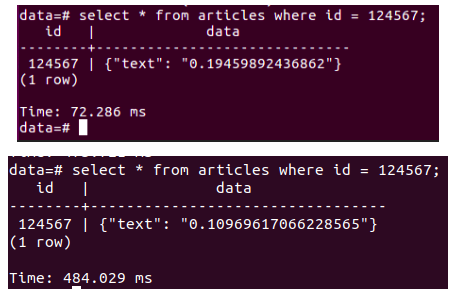 data=# select * from articles where id = 124567;
id | data
--------+------------------------------
124567 | {"text": "0.19459892436862"}
(1 row)
Time: 72.286 ms
data=#
data=# select * from articles where id = 124567;
id | data
--------+--------------------------------
124567 | {"text": "0.10969617066228565"}
(1 row)
Time: 484.029 ms